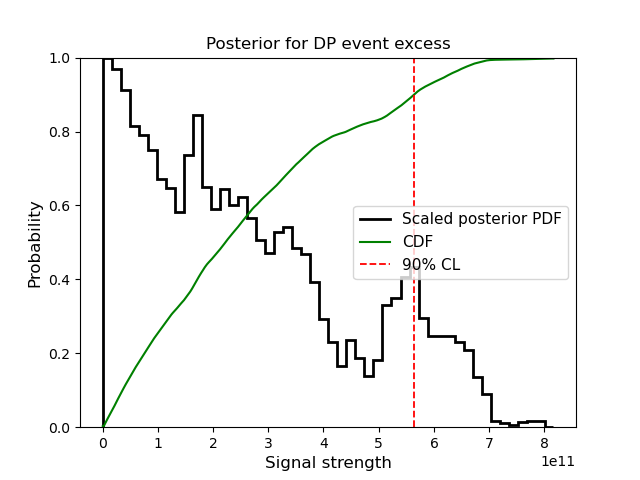 Posterior for DP event excess
1.0
0.8
0.6
0.4
0.2
0.0
Probability
Scaled posterior PDF
CDF
90% CL
0 1 2 3 4 5 6 7 8
1e11
Signal strength